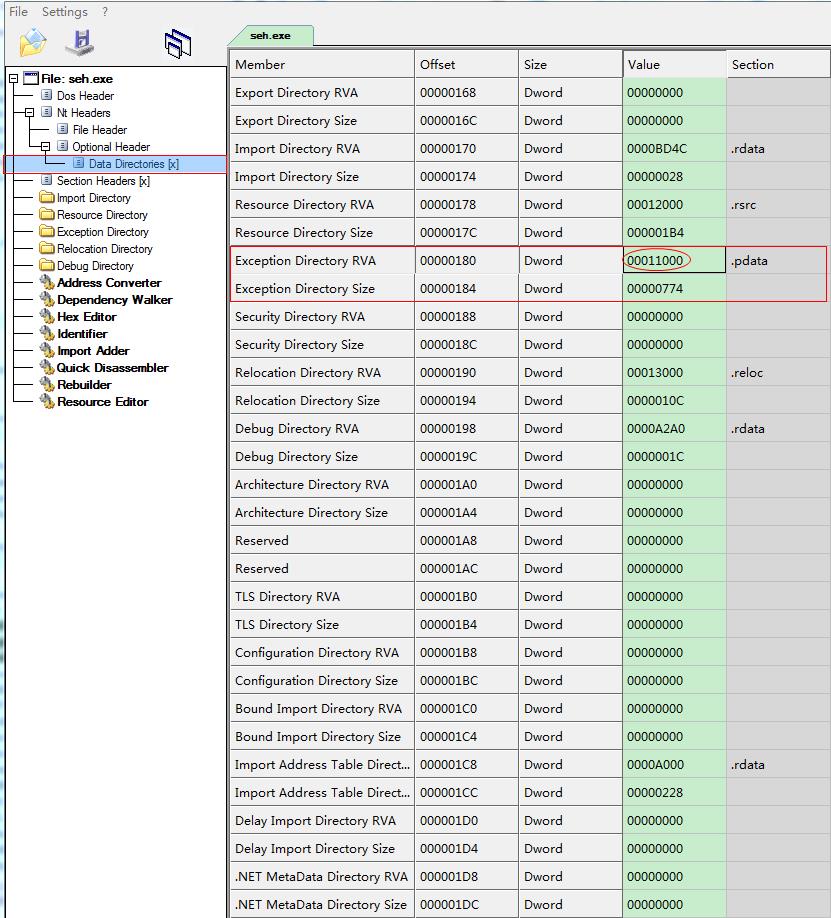 File Settings ?
seh.exe
File: seh.exe
Dos Header
Nt Headers
File Header
Optional Header
Data Directories [x]
Section Headers [x]
Import Directory
Resource Directory
Exception Directory
Relocation Directory
Debug Directory
Address Converter
Dependency Walker
Hex Editor
Identifier
Import Adder
Quick Disassembler
Rebuilder
Resource Editor
Member Offset Size Value Section
Export Directory RVA 00000168 Dword 00000000
Export Directory Size 0000016C Dword 00000000
Import Directory RVA 00000170 Dword 0000BD4C .rdata
Import Directory Size 00000174 Dword 00000028
Resource Directory RVA 00000178 Dword 00012000 .rsrc
Resource Directory Size 0000017C Dword 000001B4
Exception Directory RVA 00000180 Dword 00011000 .pdata
Exception Directory Size 00000184 Dword 00000774
Security Directory RVA 00000188 Dword 00000000
Security Directory Size 0000018C Dword 00000000
Relocation Directory RVA 00000190 Dword 00013000 .reloc
Relocation Directory Size 00000194 Dword 0000010C
Debug Directory RVA 00000198 Dword 0000A2A0 .rdata
Debug Directory Size 0000019C Dword 0000001C
Architecture Directory RVA 000001A0 Dword 00000000
Architecture Directory Size 000001A4 Dword 00000000
Reserved 000001A8 Dword 00000000
Reserved 000001AC Dword 00000000
TLS Directory RVA 000001B0 Dword 00000000
TLS Directory Size 000001B4 Dword 00000000
Configuration Directory RVA 000001B8 Dword 00000000
Configuration Directory Size 000001BC Dword 00000000
Bound Import Directory RVA 000001C0 Dword 00000000
Bound Import Directory Size 000001C4 Dword 00000000
Import Address Table Direct... 000001C8 Dword 0000A000 .rdata
Import Address Table Direct... 000001CC Dword 00000228
Delay Import Directory RVA 000001D0 Dword 00000000
Delay Import Directory Size 000001D4 Dword 00000000
.NET MetaData Directory RVA 000001D8 Dword 00000000
.NET MetaData Directory Size 000001DC Dword 00000000